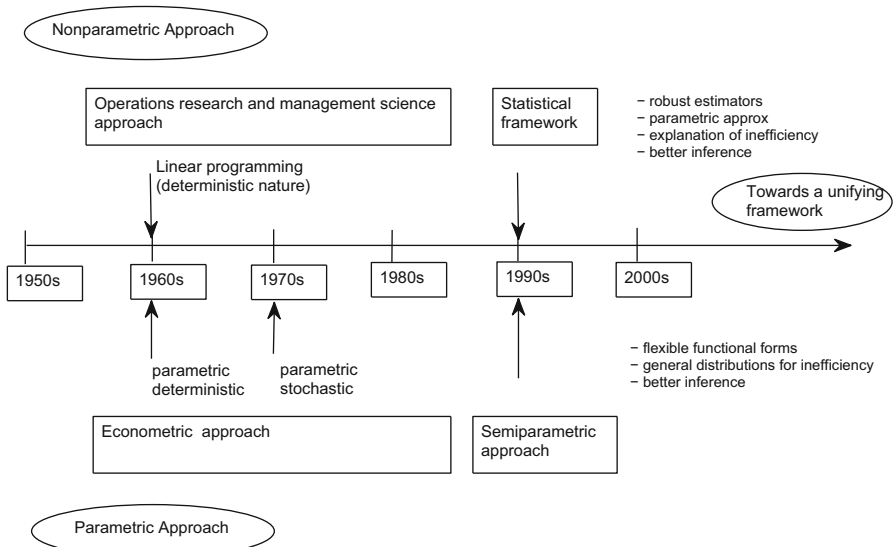 Nonparametric Approach
Operations research and management science
approach
Statistical
framework
− robust estimators
− parametric approx
− explanation of inefficiency
− better inference
Linear programming
(deterministic nature)
Towards a unifying
framework
1950s
1960s
1970s
1980s
1990s
2000s
parametric
deterministic
parametric
stochastic
− flexible functional forms
− general distributions for inefficiency
− better inference
Econometric approach
Semiparametric
approach
Parametric Approach